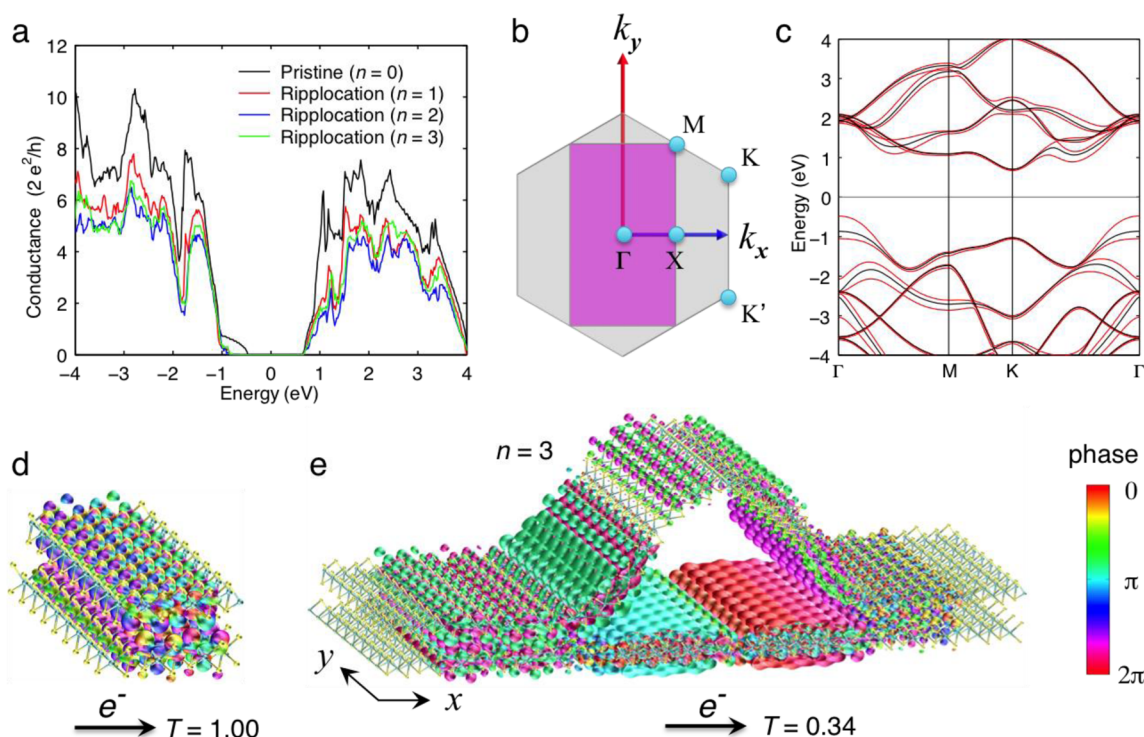 a
Conductance (2 e²/h)
12
10
8
6
4
2
0
−4 −3 −2 −1 0 1 2 3 4
Energy (eV)
Pristine (n = 0)
Ripplocation (n = 1)
Ripplocation (n = 2)
Ripplocation (n = 3)
b
ky
M
K
kx
Γ
X
K'
c
Energy (eV)
4
3
2
1
0
−1
−2
−3
−4
Γ M K Γ
d
e⁻
T = 1.00
e
n = 3
y
x
e⁻
T = 0.34
phase
0
π
2π